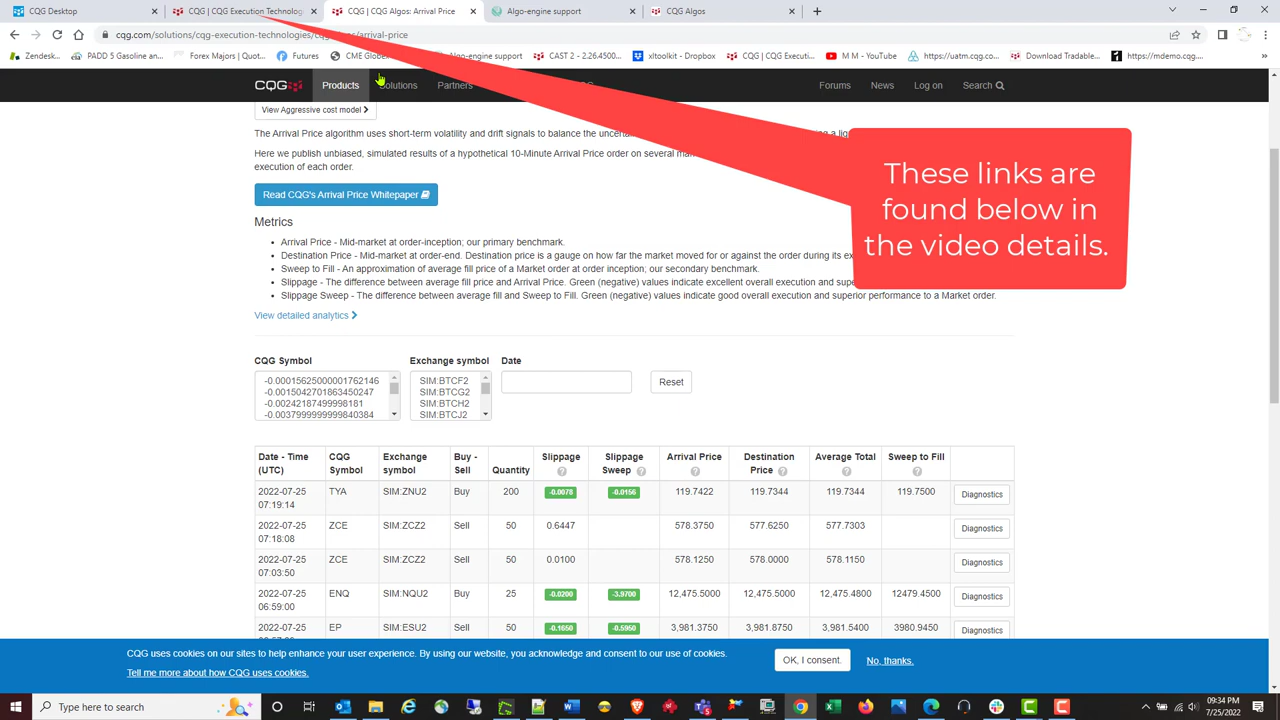 CQG Desktop
CQG | CQG Execution Technolog
CQG | CQG Algos: Arrival Price
Algo-engine support
CQG Algos
cqg.com/solutions/cqg-execution-technologies/cqg-algos/arrival-price
Zendesk...
PADD 5 Gasoline an...
Forex Majors | Quot...
Futures
CME Globex
Algo-engine support
CAST 2 - 2.26.4500...
xltoolkit - Dropbox
CQG | CQG Executi...
M M - YouTube
https://uatm.cqg.co...
Download Tradable...
https://mdemo.cqg....
CQG
Products
Solutions
Partners
Forums
News
Log on
Search
View Aggressive cost model
The Arrival Price algorithm uses short-term volatility and drift signals to balance the
Here we publish unbiased, simulated results of a hypothetical 10-Minute Arrival Price order on several
execution of each order.
Read CQG's Arrival Price Whitepaper
These links are
found below in
the video details.
Metrics
Arrival Price - Mid-market at order-inception; our primary benchmark.
Destination Price - Mid-market at order-end. Destination price is a gauge on how far the market moved for or against the order during its
Sweep to Fill - An approximation of average fill price of a Market order at order inception; our secondary benchmark.
Slippage - The difference between average fill price and Arrival Price. Green (negative) values indicate excellent overall execution and
Slippage Sweep - The difference between average fill and Sweep to Fill. Green (negative) values indicate good overall execution and superior performance to a Market order.
View detailed analytics
CQG Symbol
Exchange symbol
Date
-0.00015625000001762146
-0.0015042701863450247
-0.00242187499998181
-0.0037999999999840384
SIM:BTCF2
SIM:BTCG2
SIM:BTCH2
SIM:BTCJ2
Reset
Date - Time (UTC) CQG Symbol Exchange symbol Buy - Sell Quantity Slippage Slippage Sweep Arrival Price Destination Price Average Total Sweep to Fill
2022-07-25 07:19:14 TYA SIM:ZNU2 Buy 200 -0.0078 -0.0156 119.7422 119.7344 119.7344 119.7500 Diagnostics
2022-07-25 07:18:08 ZCE SIM:ZCZ2 Sell 50 0.6447 578.3750 577.6250 577.7303 Diagnostics
2022-07-25 07:03:50 ZCE SIM:ZCZ2 Sell 50 0.0100 578.1250 578.0000 578.1150 Diagnostics
2022-07-25 06:59:00 ENQ SIM:NQU2 Buy 25 -0.0200 -3.9700 12,475.5000 12,475.5000 12,475.4800 12479.4500 Diagnostics
EP SIM:ESU2 Sell 50 -0.1650 -0.5950 3,981.3750 3,981.8750 3,981.5400 3980.9450 Diagnostics
CQG uses cookies on our sites to help enhance your user experience. By using our website, you acknowledge and consent to our use of cookies.
Tell me more about how CQG uses cookies.
OK, I consent.
No, thanks.
Type here to search
09:34 PM
7/25/2022